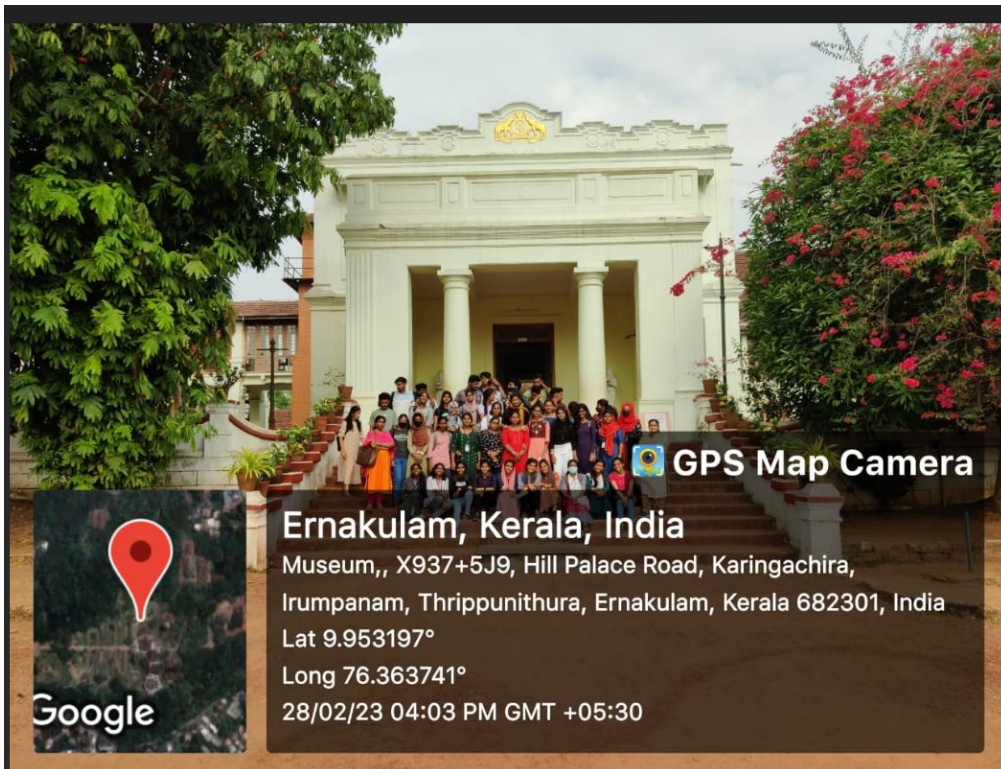 GPS Map Camera
Ernakulam, Kerala, India
Museum,, X937+5J9, Hill Palace Road, Karingachira,
Irumpanam, Thrippunithura, Ernakulam, Kerala 682301, India
Lat 9.953197°
Long 76.363741°
28/02/23 04:03 PM GMT +05:30
Google